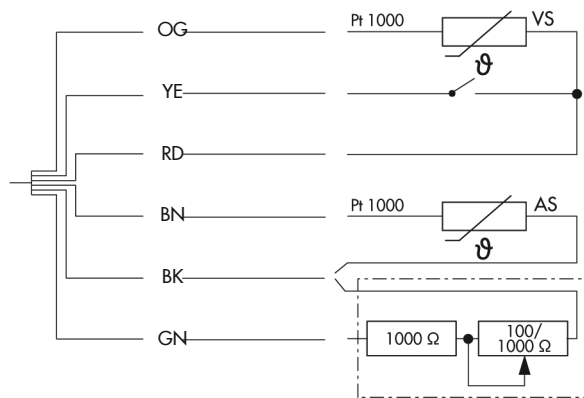 OG Pt 1000 VS
ϑ
YE
RD
BN Pt 1000 AS
ϑ
BK
GN 1000 Ω 100/
1000 Ω